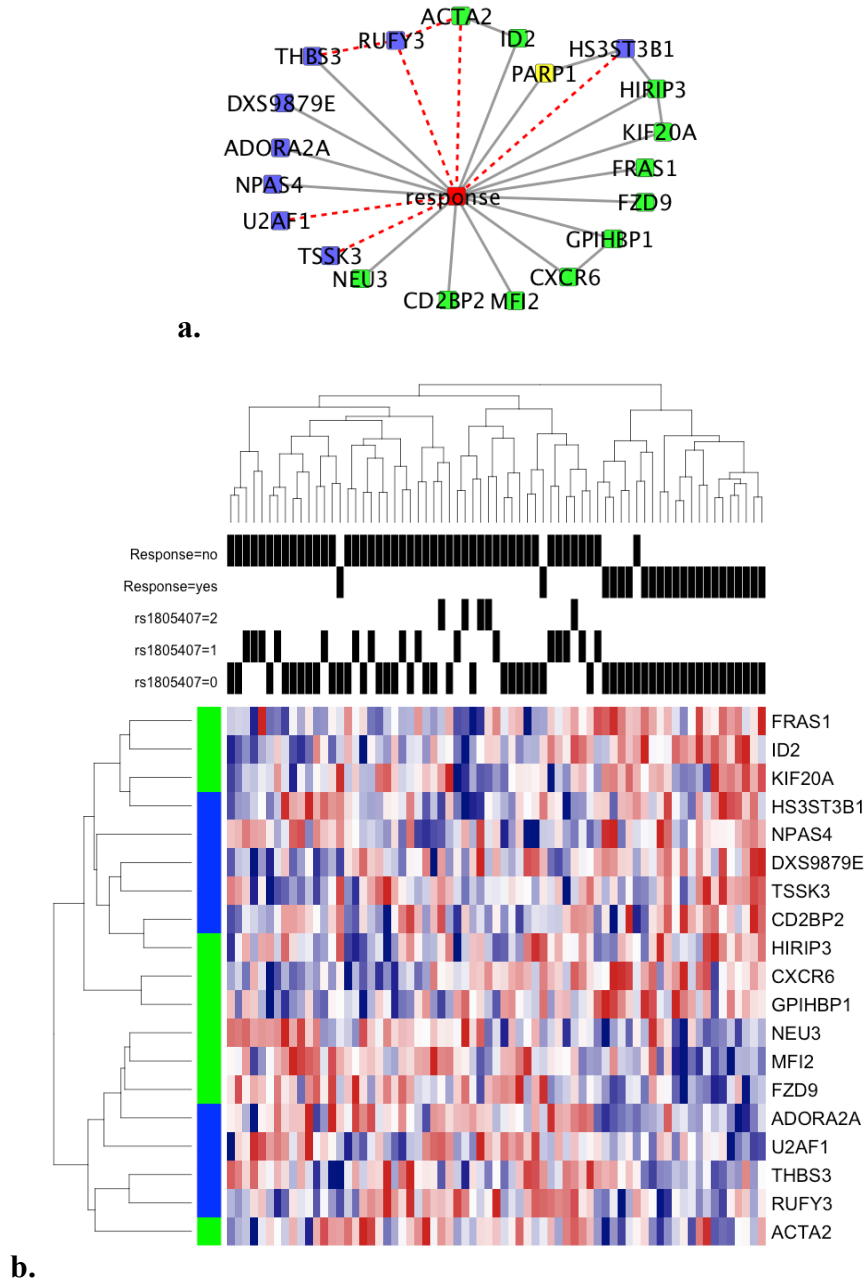 ACTA2
RUFY3
ID2
THBS3
HS3ST3B1
PARP1
HIRIP3
DXS9879E
KIF20A
ADORA2A
FRAS1
NPAS4
response
FZD9
U2AF1
GPIHBP1
TSSK3
NEU3
CXCR6
CD2BP2
MFI2
a.
Response=no
Response=yes
rs1805407=2
rs1805407=1
rs1805407=0
FRAS1
ID2
KIF20A
HS3ST3B1
NPAS4
DXS9879E
TSSK3
CD2BP2
HIRIP3
CXCR6
GPIHBP1
NEU3
MFI2
FZD9
ADORA2A
U2AF1
THBS3
RUFY3
ACTA2
b.